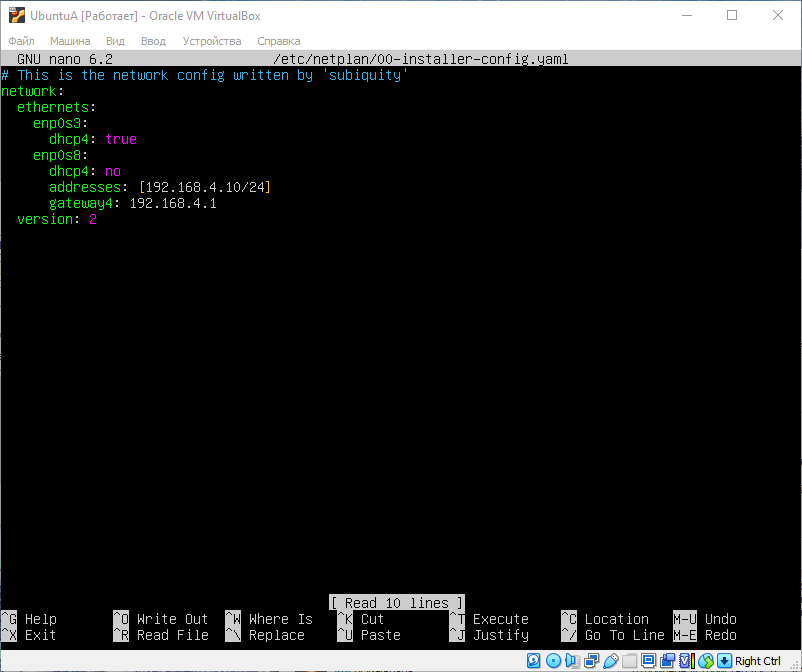 UbuntuA [Работает] - Oracle VM VirtualBox
Файл Машина Вид Ввод Устройства Справка
GNU nano 6.2 /etc/netplan/00-installer-config.yaml
# This is the network config written by 'subiquity'
network:
  ethernets:
    enp0s3:
      dhcp4: true
    enp0s8:
      dhcp4: no
      addresses: [192.168.4.10/24]
      gateway4: 192.168.4.1
  version: 2
[ Read 10 lines ]
^G Help ^O Write Out ^W Where Is ^K Cut ^T Execute ^C Location M-U Undo
^X Exit ^R Read File ^\ Replace ^U Paste ^J Justify ^/ Go To Line M-E Redo
Right Ctrl